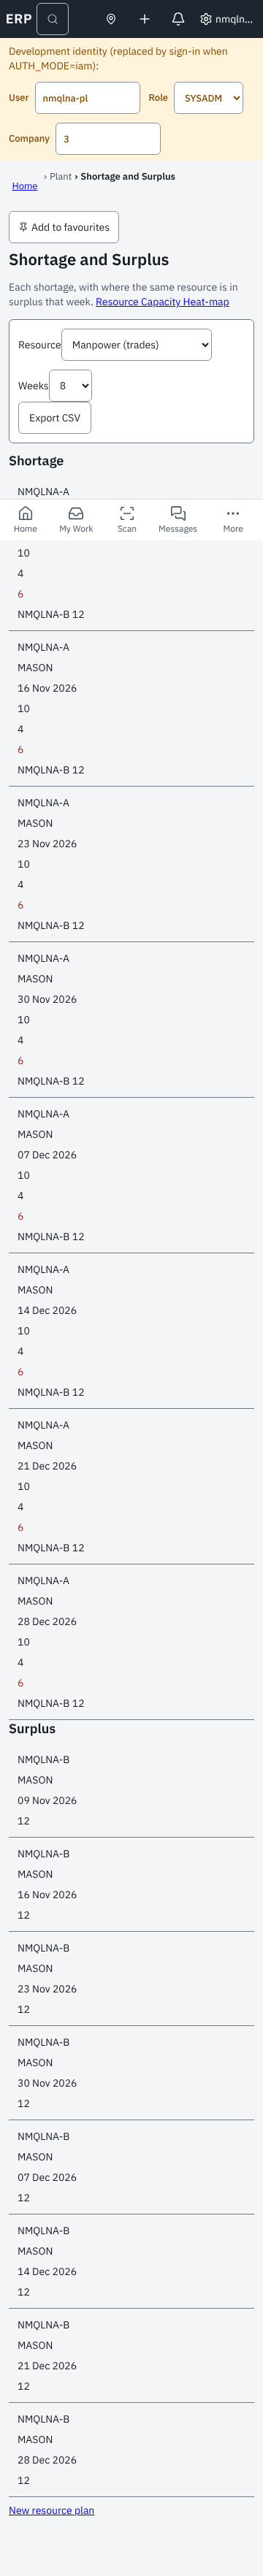 ERP
nmqln...
Development identity (replaced by sign-in when
AUTH_MODE=iam):
User nmqlna-pl Role SYSADM
Company 3
Home › Plant › Shortage and Surplus
Add to favourites
Shortage and Surplus
Each shortage, with where the same resource is in
surplus that week. Resource Capacity Heat-map
Resource Manpower (trades)
Weeks 8
Export CSV
Shortage
NMQLNA-A
Home My Work Scan Messages More
10
4
6
NMQLNA-B 12
NMQLNA-A
MASON
16 Nov 2026
10
4
6
NMQLNA-B 12
NMQLNA-A
MASON
23 Nov 2026
10
4
6
NMQLNA-B 12
NMQLNA-A
MASON
30 Nov 2026
10
4
6
NMQLNA-B 12
NMQLNA-A
MASON
07 Dec 2026
10
4
6
NMQLNA-B 12
NMQLNA-A
MASON
14 Dec 2026
10
4
6
NMQLNA-B 12
NMQLNA-A
MASON
21 Dec 2026
10
4
6
NMQLNA-B 12
NMQLNA-A
MASON
28 Dec 2026
10
4
6
NMQLNA-B 12
Surplus
NMQLNA-B
MASON
09 Nov 2026
12
NMQLNA-B
MASON
16 Nov 2026
12
NMQLNA-B
MASON
23 Nov 2026
12
NMQLNA-B
MASON
30 Nov 2026
12
NMQLNA-B
MASON
07 Dec 2026
12
NMQLNA-B
MASON
14 Dec 2026
12
NMQLNA-B
MASON
21 Dec 2026
12
NMQLNA-B
MASON
28 Dec 2026
12
New resource plan